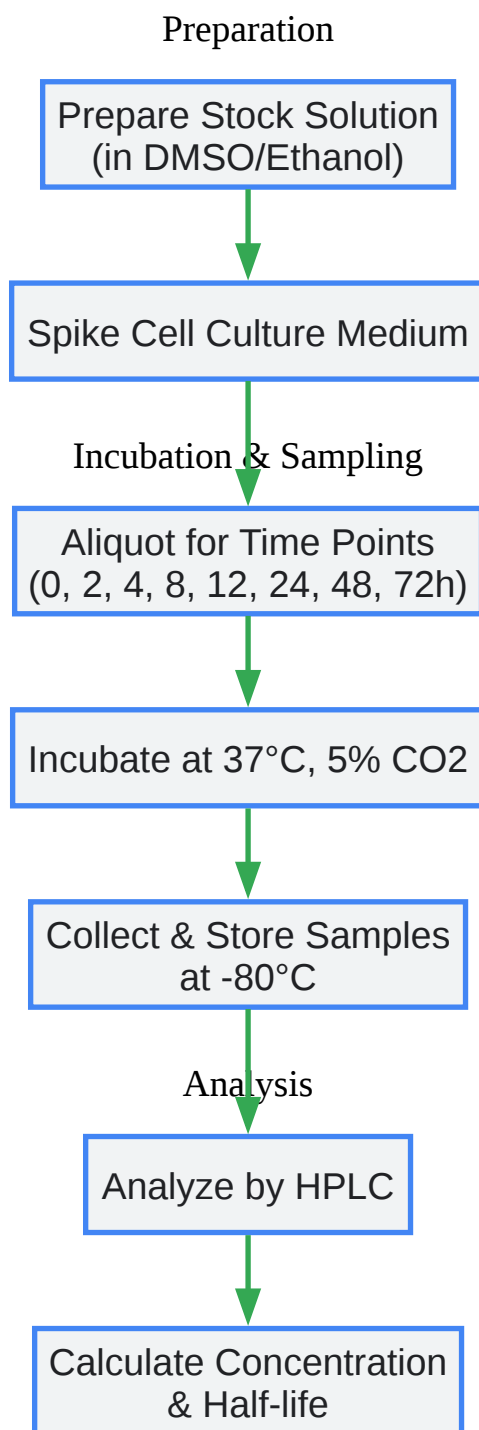 Preparation
Prepare Stock Solution
(in DMSO/Ethanol)
Spike Cell Culture Medium
Incubation & Sampling
Aliquot for Time Points
(0, 2, 4, 8, 12, 24, 48, 72h)
Incubate at 37°C, 5% CO2
Collect & Store Samples
at -80°C
Analysis
Analyze by HPLC
Calculate Concentration
& Half-life